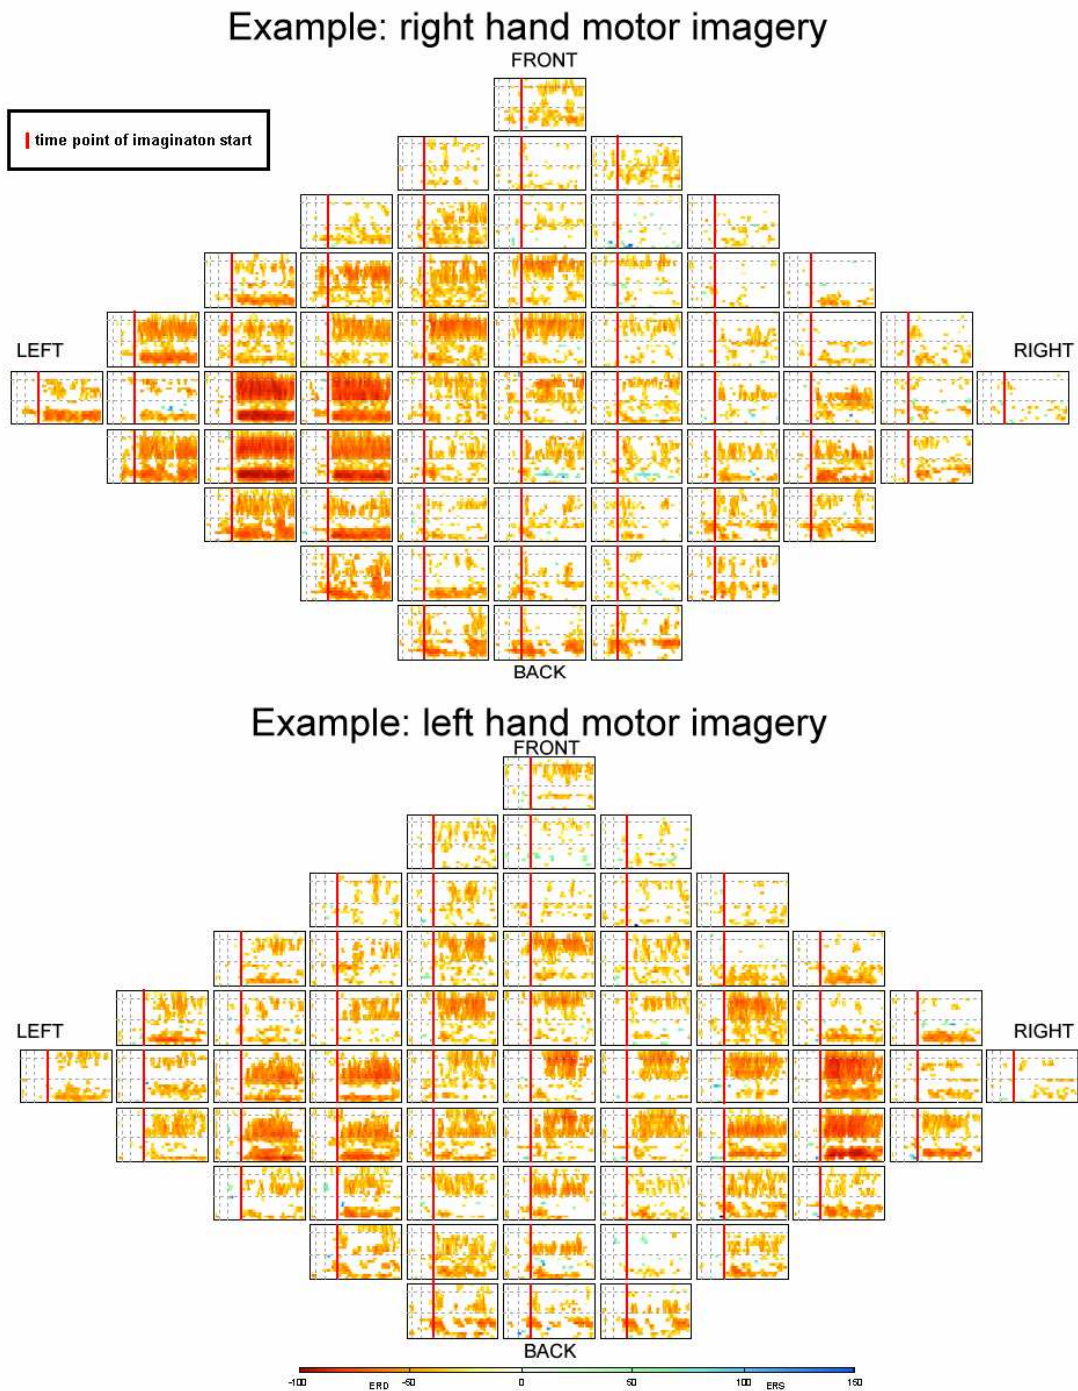 Example: right hand motor imagery
FRONT
time point of imaginaton start
LEFT
RIGHT
BACK
Example: left hand motor imagery
FRONT
LEFT
RIGHT
BACK
-100 ERD -50 0 50 100 ERS 150